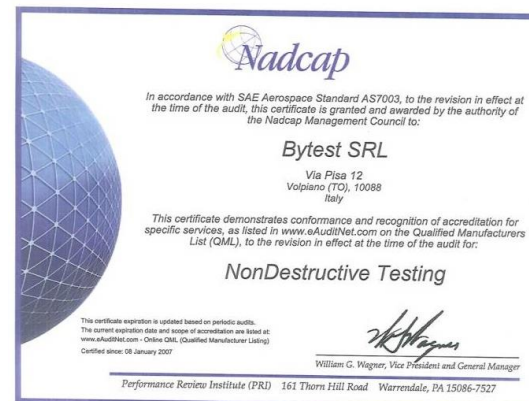 Nadcap
In accordance with SAE Aerospace Standard AS7003, to the revision in effect at
the time of the audit, this certificate is granted and awarded by the authority of
the Nadcap Management Council to:
Bytest SRL
Via Pisa 12
Volpiano (TO), 10088
Italy
This certificate demonstrates conformance and recognition of accreditation for
specific services, as listed in www.eAuditNet.com on the Qualified Manufacturers
List (QML), to the revision in effect at the time of the audit for:
NonDestructive Testing
This certificate expiration is updated based on periodic audits.
The current expiration date and scope of accreditation are listed at:
www.eAuditNet.com - Online QML (Qualified Manufacturer Listing)
Certified since: 08 January 2007
William G. Wagner, Vice President and General Manager
Performance Review Institute (PRI) 161 Thorn Hill Road Warrendale, PA 15086-7527